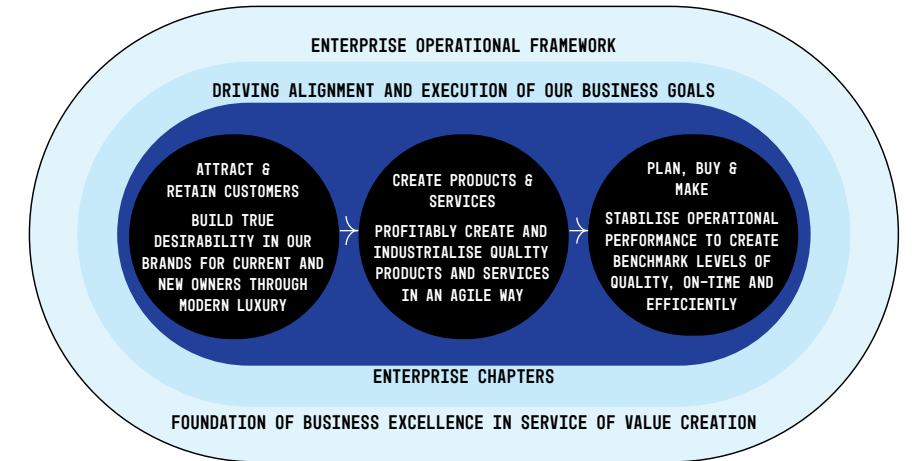 ENTERPRISE OPERATIONAL FRAMEWORK
DRIVING ALIGNMENT AND EXECUTION OF OUR BUSINESS GOALS
ATTRACT &
RETAIN CUSTOMERS
BUILD TRUE
DESIRABILITY IN OUR
BRANDS FOR CURRENT AND
NEW OWNERS THROUGH
MODERN LUXURY
CREATE PRODUCTS &
SERVICES
PROFITABLY CREATE AND
INDUSTRIALISE QUALITY
PRODUCTS AND SERVICES
IN AN AGILE WAY
PLAN, BUY &
MAKE
STABILISE OPERATIONAL
PERFORMANCE TO CREATE
BENCHMARK LEVELS OF
QUALITY, ON-TIME AND
EFFICIENTLY
ENTERPRISE CHAPTERS
FOUNDATION OF BUSINESS EXCELLENCE IN SERVICE OF VALUE CREATION